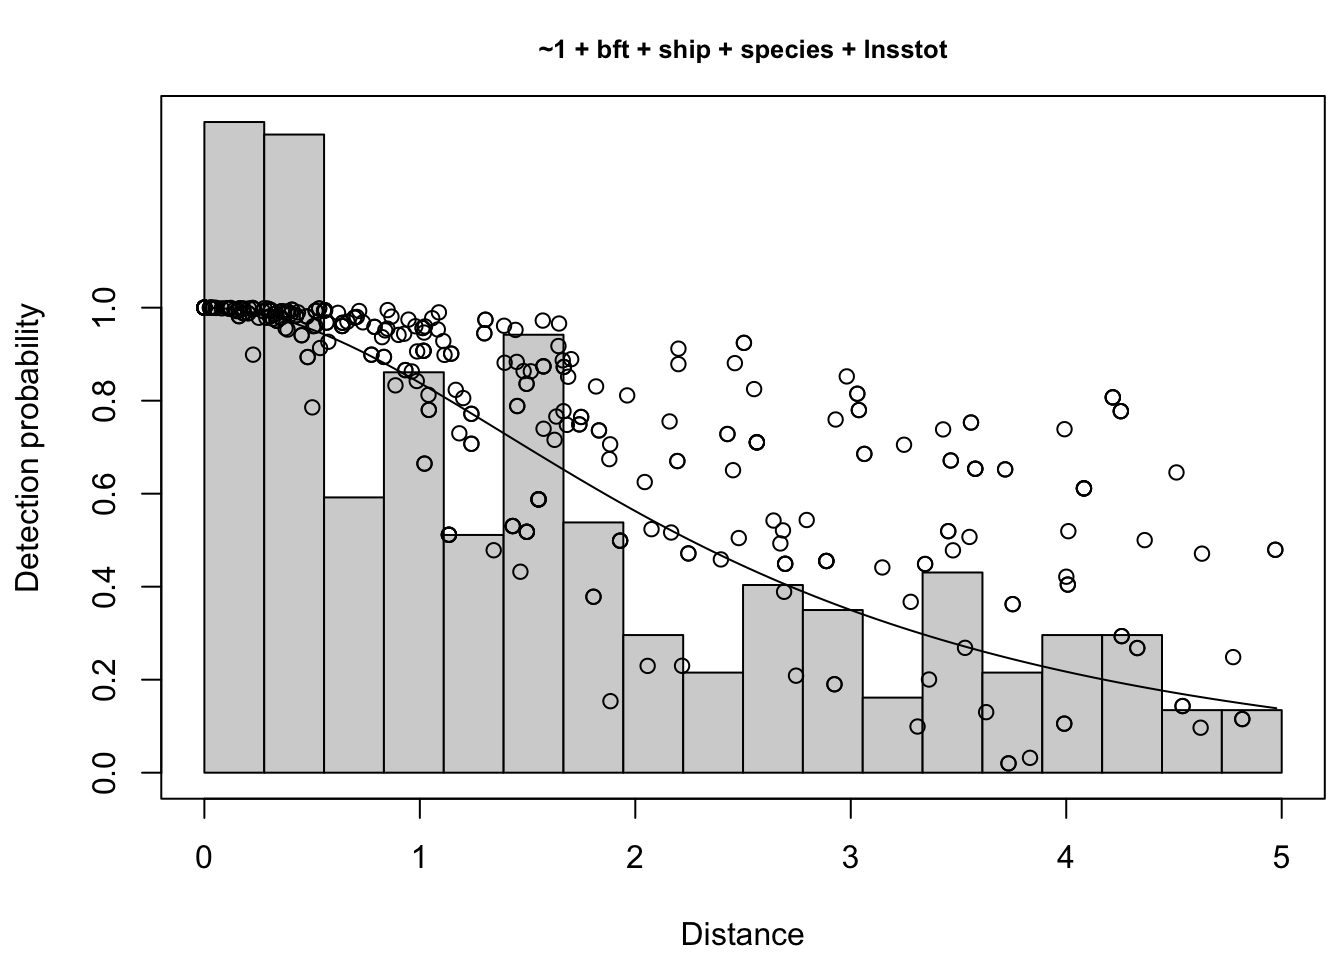 ~1 + bft + ship + species + lnsstot
Detection probability
1.0
0.8
0.6
0.4
0.2
0.0
0 1 2 3 4 5
Distance